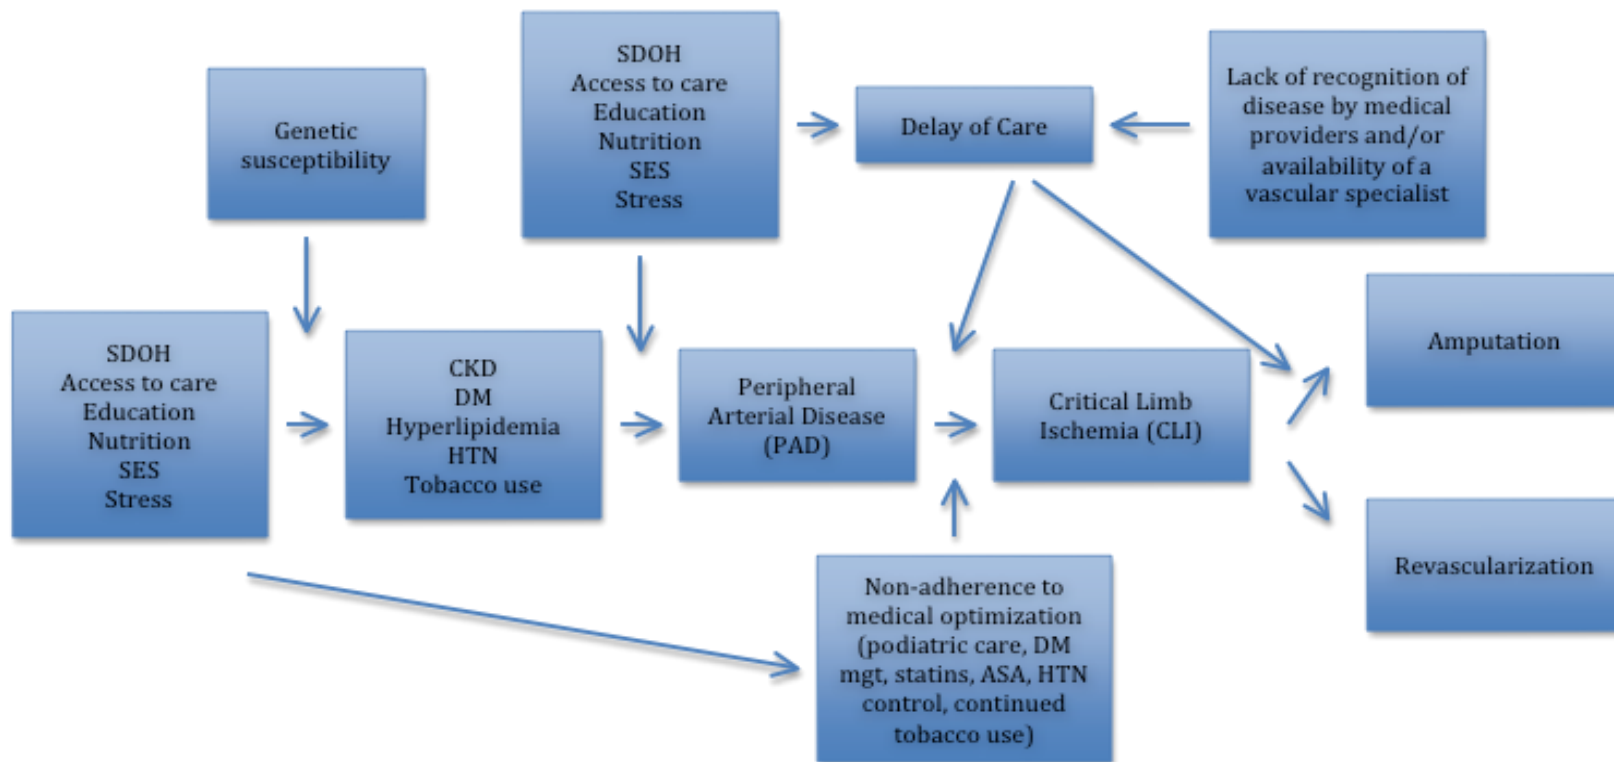 Genetic
susceptibility
SDOH
Access to care
Education
Nutrition
SES
Stress
Delay of Care
Lack of recognition of
disease by medical
providers and/or
availability of a
vascular specialist
SDOH
Access to care
Education
Nutrition
SES
Stress
CKD
DM
Hyperlipidemia
HTN
Tobacco use
Peripheral
Arterial Disease
(PAD)
Critical Limb
Ischemia (CLI)
Amputation
Revascularization
Non-adherence to
medical optimization
(podiatric care, DM
mgt, statins, ASA, HTN
control, continued
tobacco use)